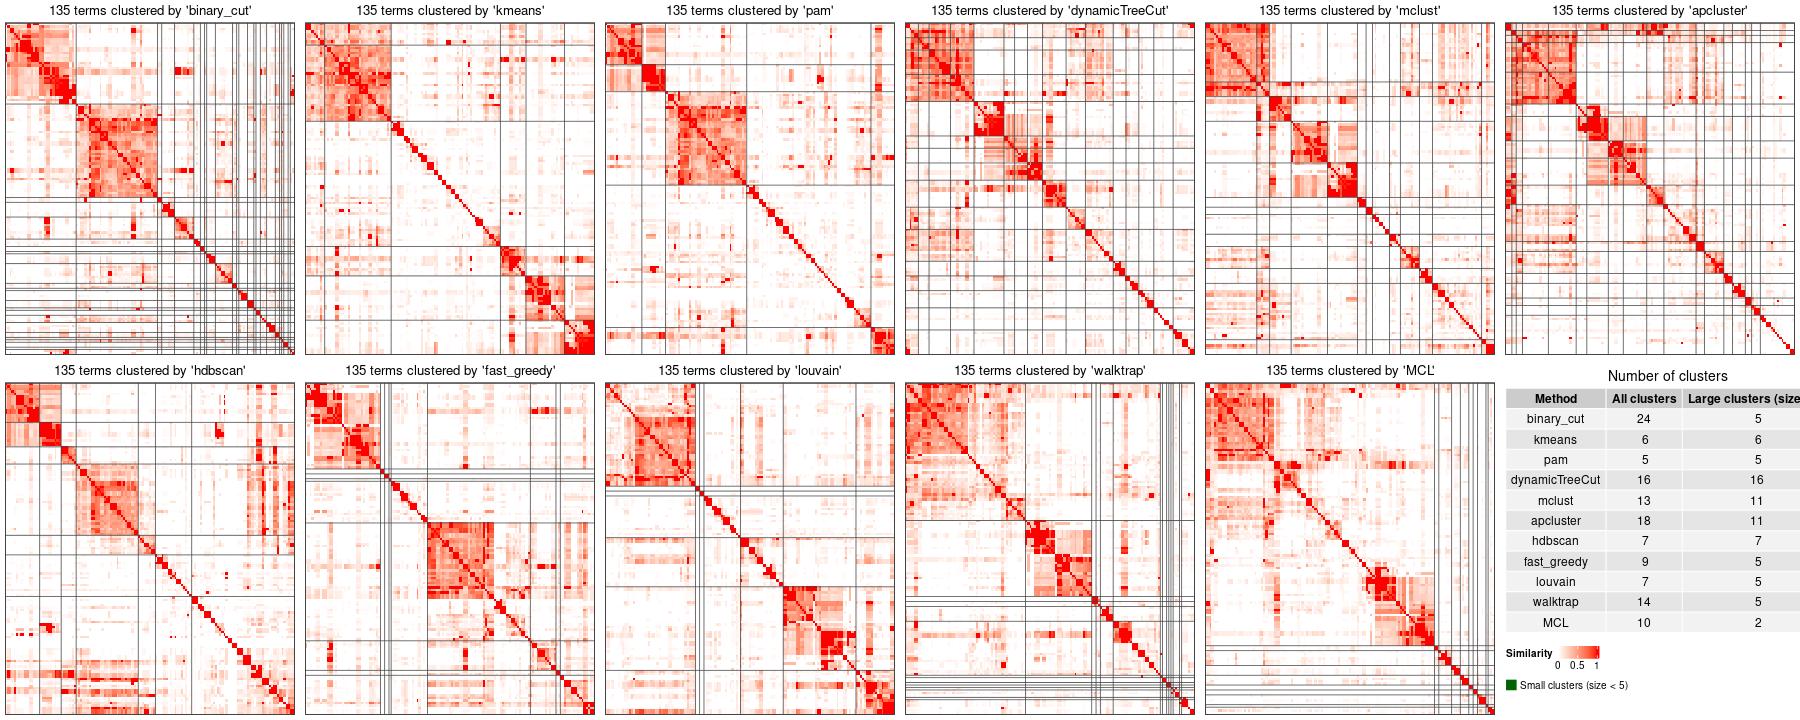 135 terms clustered by 'binary_cut'
135 terms clustered by 'kmeans'
135 terms clustered by 'pam'
135 terms clustered by 'dynamicTreeCut'
135 terms clustered by 'mclust'
135 terms clustered by 'apcluster'
135 terms clustered by 'hdbscan'
135 terms clustered by 'fast_greedy'
135 terms clustered by 'louvain'
135 terms clustered by 'walktrap'
135 terms clustered by 'MCL'
Number of clusters
Method All clusters Large clusters (size
binary_cut 24 5
kmeans 6 6
pam 5 5
dynamicTreeCut 16 16
mclust 13 11
apcluster 18 11
hdbscan 7 7
fast_greedy 9 5
louvain 7 5
walktrap 14 5
MCL 10 2
Similarity
0 0.5 1
Small clusters (size < 5)